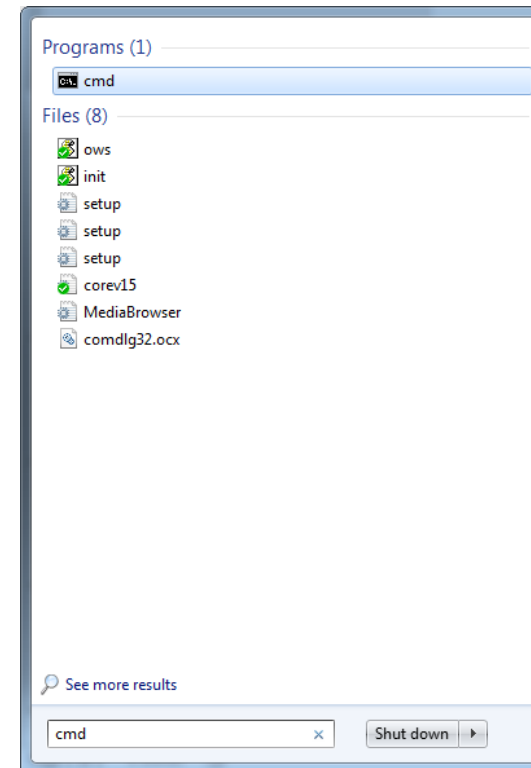 Programs (1)
cmd
Files (8)
ows
init
setup
setup
setup
corev15
MediaBrowser
comdlg32.ocx
See more results
cmd
Shut down